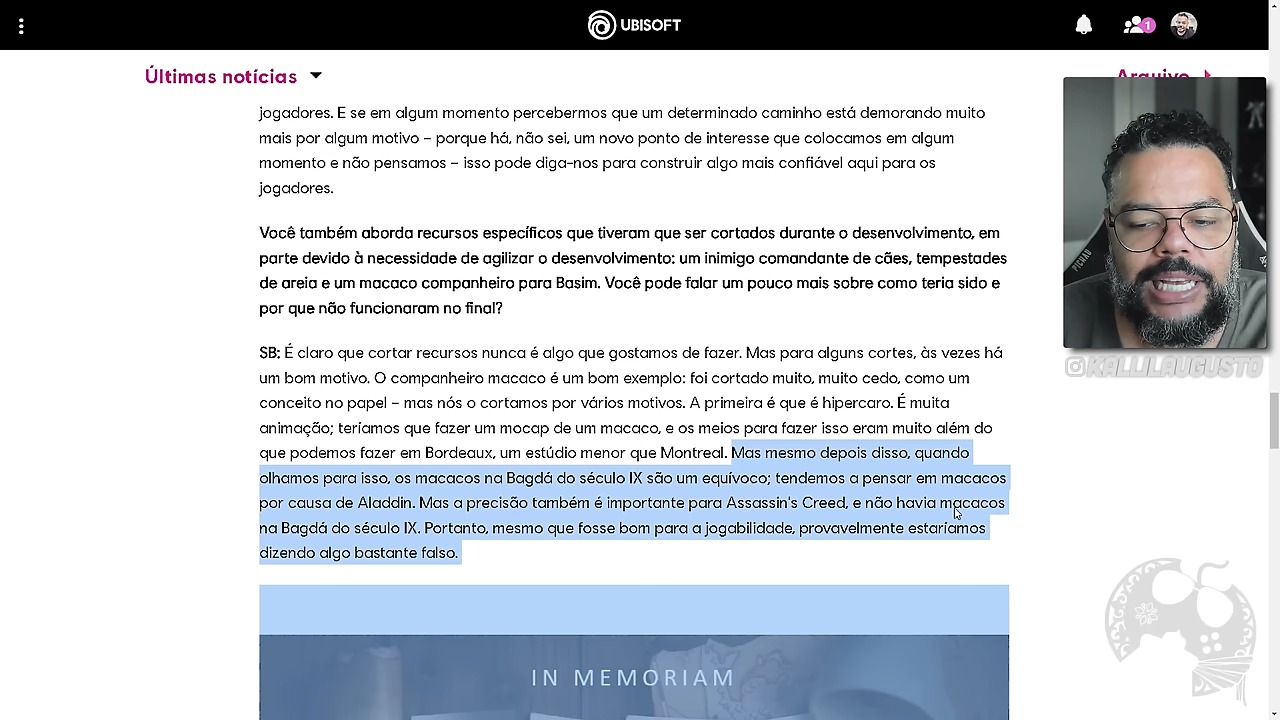 UBISOFT
1
Últimas notícias
Arquivo
jogadores. E se em algum momento percebermos que um determinado caminho está demorando muito
mais por algum motivo – porque há, não sei, um novo ponto de interesse que colocamos em algum
momento e não pensamos – isso pode diga-nos para construir algo mais confiável aqui para os
jogadores.
Você também aborda recursos específicos que tiveram que ser cortados durante o desenvolvimento, em
parte devido à necessidade de agilizar o desenvolvimento: um inimigo comandante de cães, tempestades
de areia e um macaco companheiro para Basim. Você pode falar um pouco mais sobre como teria sido e
por que não funcionaram no final?
SB: É claro que cortar recursos nunca é algo que gostamos de fazer. Mas para alguns cortes, às vezes há
um bom motivo. O companheiro macaco é um bom exemplo: foi cortado muito, muito cedo, como um
conceito no papel – mas nós o cortamos por vários motivos. A primeira é que é hipercaro. É muita
animação; teríamos que fazer um mocap de um macaco, e os meios para fazer isso eram muito além do
que podemos fazer em Bordeaux, um estúdio menor que Montreal. Mas mesmo depois disso, quando
olhamos para isso, os macacos na Bagdá do século IX são um equívoco; tendemos a pensar em macacos
por causa de Aladdin. Mas a precisão também é importante para Assassin's Creed, e não havia macacos
na Bagdá do século IX. Portanto, mesmo que fosse bom para a jogabilidade, provavelmente estaríamos
dizendo algo bastante falso.
IN MEMORIAM
PICHAU
KALLILAUGUSTO